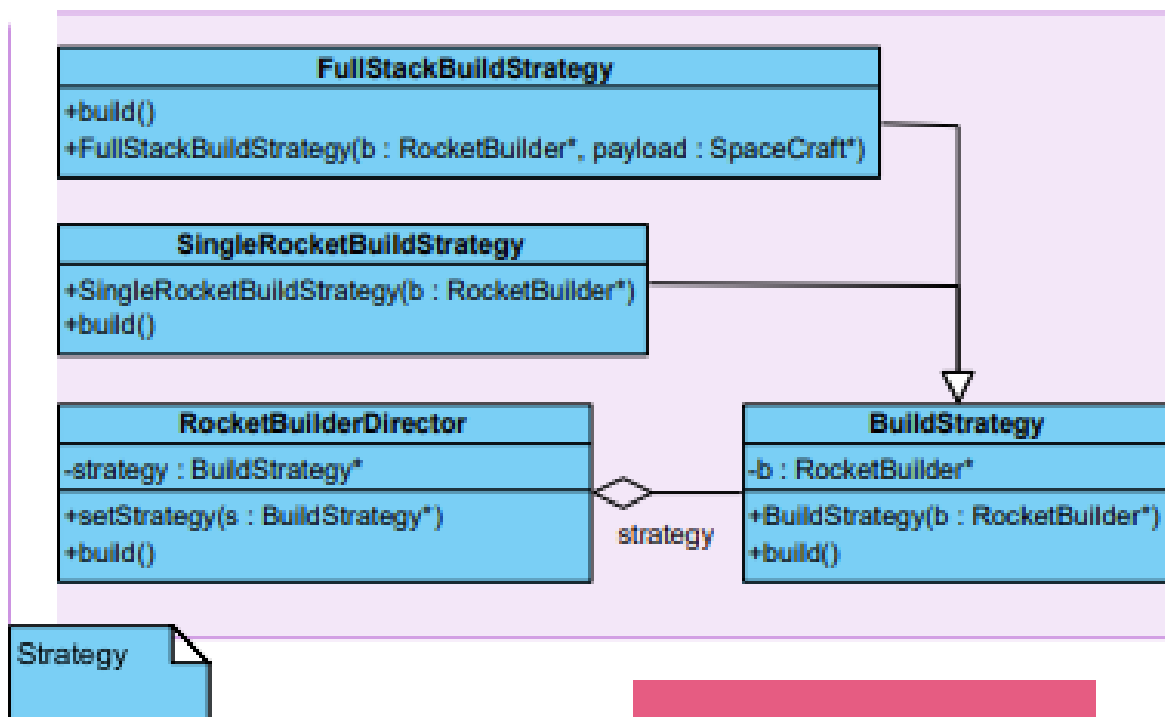 FullStackBuildStrategy
+build()
+FullStackBuildStrategy(b : RocketBuilder*, payload : SpaceCraft*)
SingleRocketBuildStrategy
+SingleRocketBuildStrategy(b : RocketBuilder*)
+build()
RocketBuilderDirector
-strategy : BuildStrategy*
+setStrategy(s : BuildStrategy*)
+build()
strategy
BuildStrategy
-b : RocketBuilder*
+BuildStrategy(b : RocketBuilder*)
+build()
Strategy